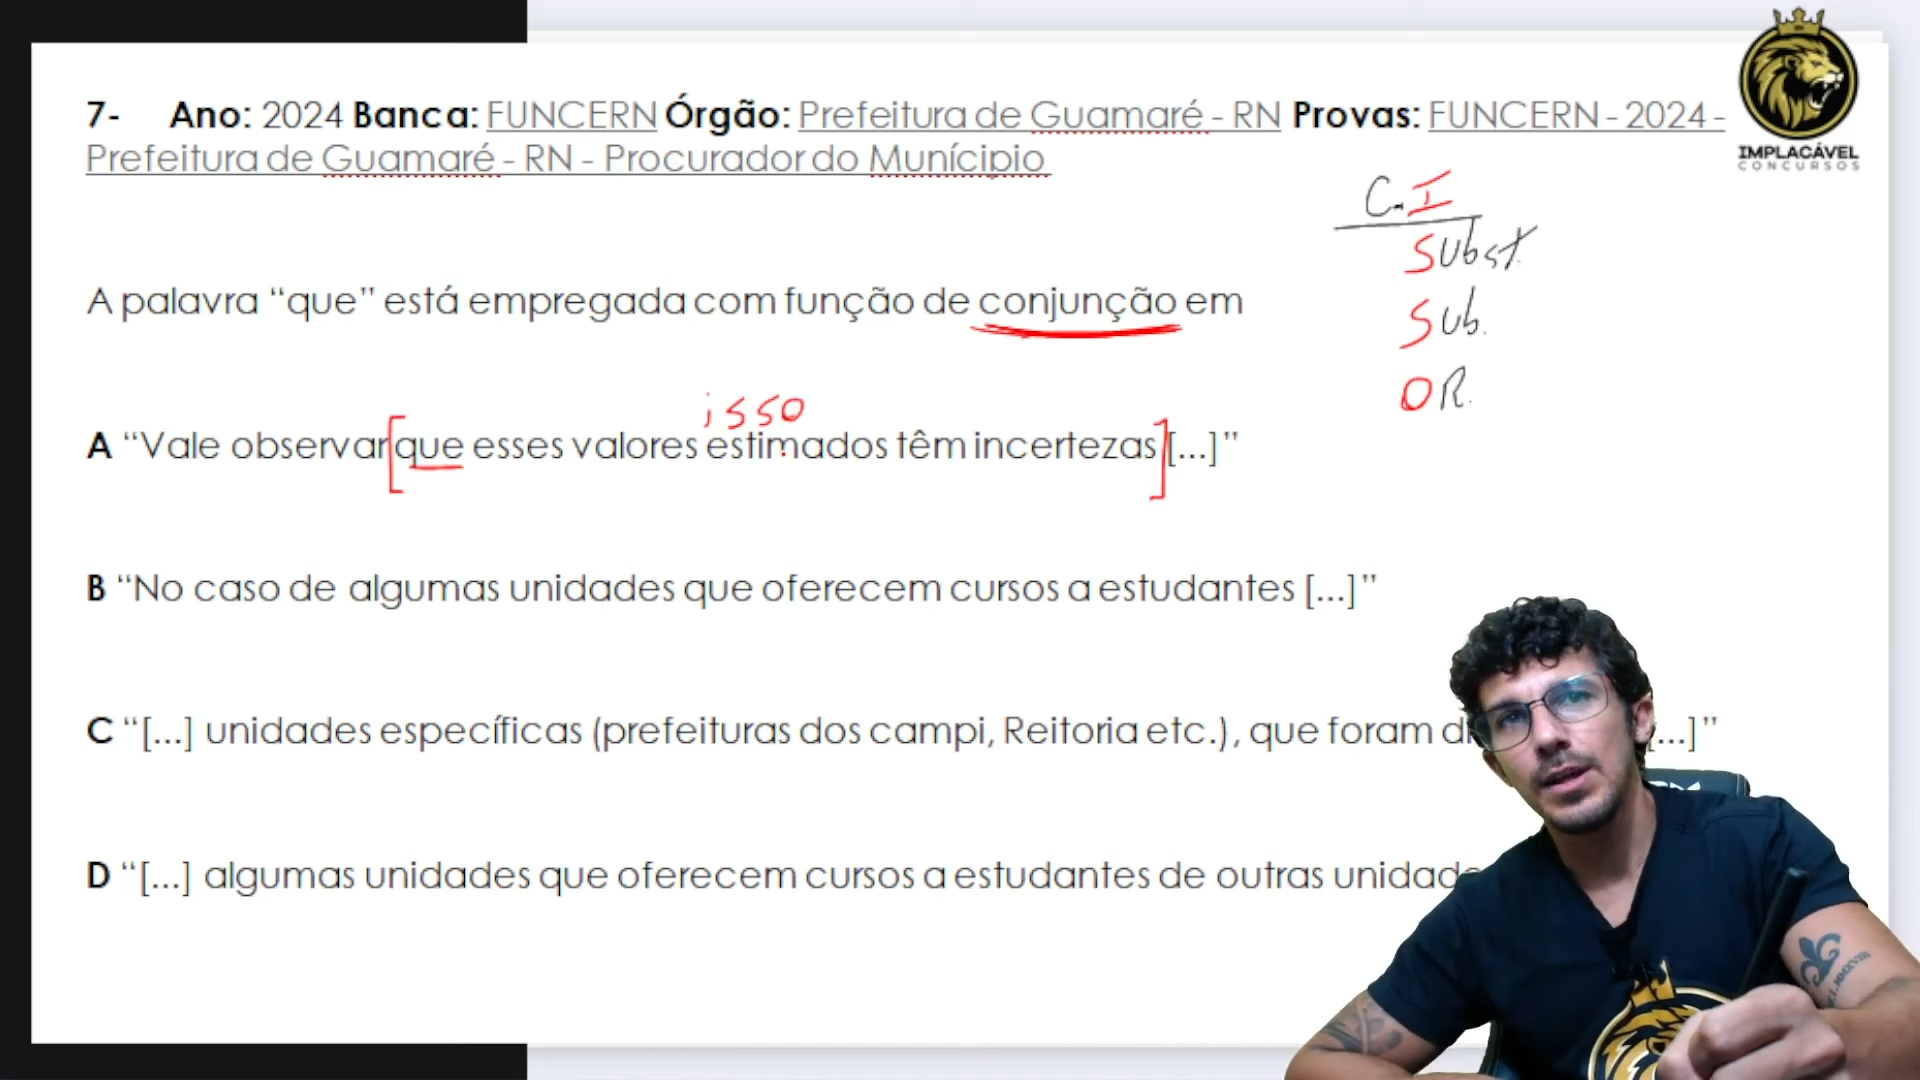 IMPLACÁVEL
CONCURSOS
7- Ano: 2024 Banca: FUNCERN Órgão: Prefeitura de Guamaré - RN Provas: FUNCERN - 2024 -
Prefeitura de Guamaré - RN - Procurador do Munícipio
C. I
Subst.
Sub.
OR.
A palavra “que” está empregada com função de conjunção em
isso
A “Vale observar [que esses valores estimados têm incertezas] [...]”
B “No caso de algumas unidades que oferecem cursos a estudantes [...]”
C “[...] unidades específicas (prefeituras dos campi, Reitoria etc.), que foram [...]”
D “[...] algumas unidades que oferecem cursos a estudantes de outras